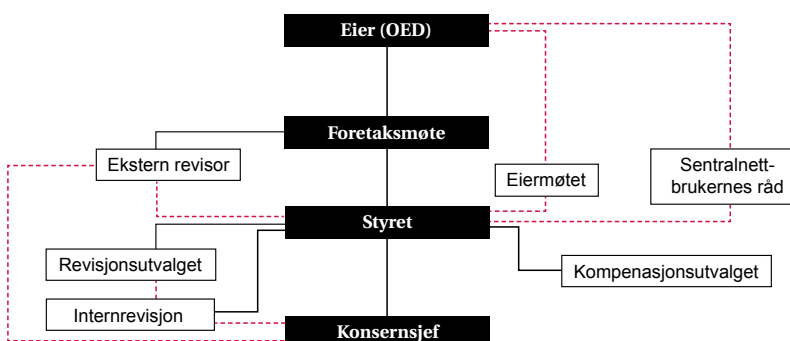 Eier (OED)
Foretaksmøte
Ekstern revisor
Eiermøtet
Sentralnett-
brukernes råd
Styret
Revisjonsutvalget
Kompenasjonsutvalget
Internrevisjon
Konsernsjef